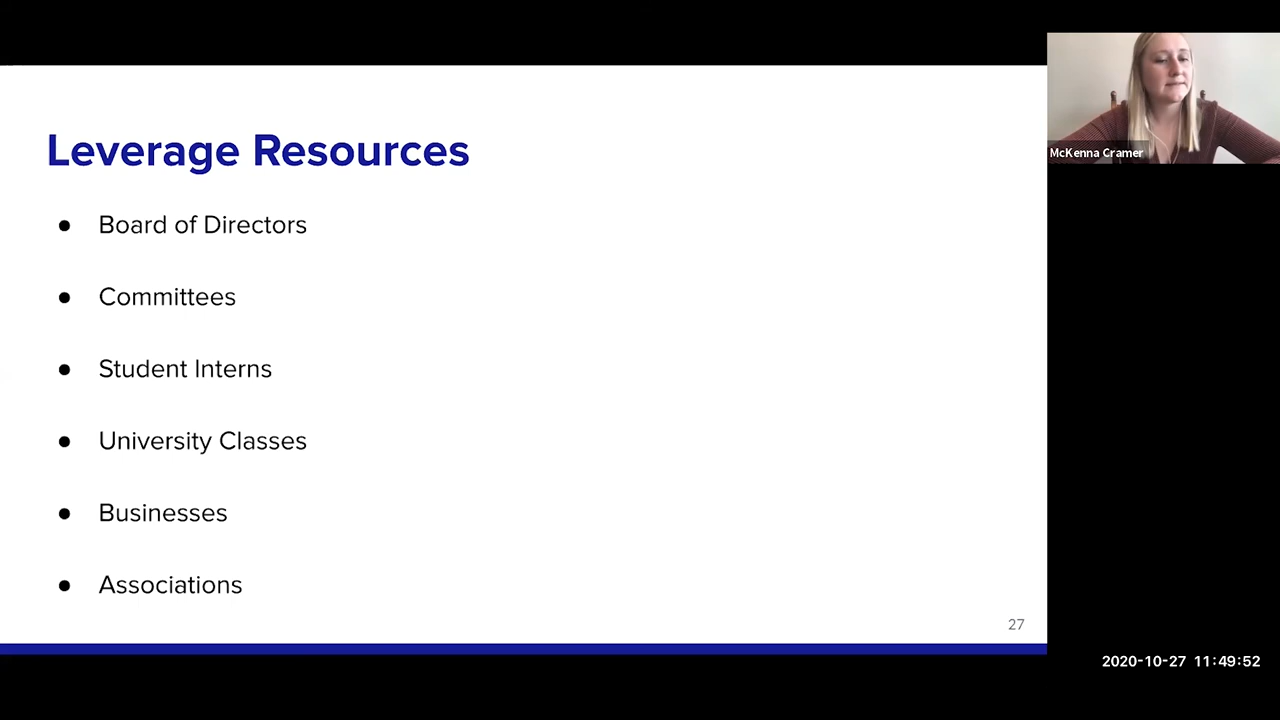 McKenna Cramer
Leverage Resources
● Board of Directors
● Committees
● Student Interns
● University Classes
● Businesses
● Associations
27
2020-10-27 11:49:52